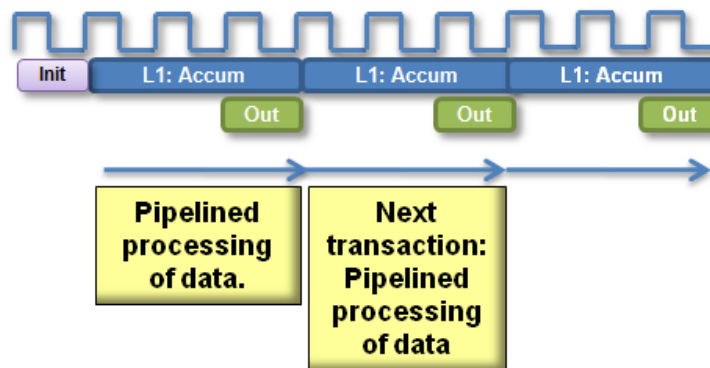 Init
L1: Accum
L1: Accum
L1: Accum
Out
Out
Out
Pipelined
processing
of data.
Next
transaction:
Pipelined
processing
of data